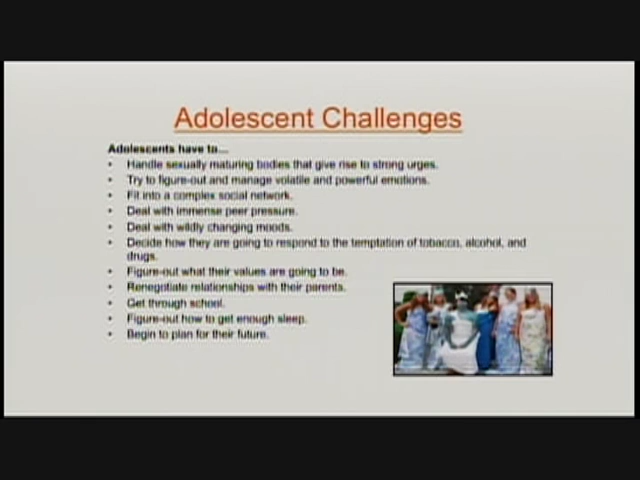 Adolescent Challenges
Adolescents have to...
• Handle sexually maturing bodies that give rise to strong urges.
• Try to figure-out and manage volatile and powerful emotions.
• Fit into a complex social network.
• Deal with immense peer pressure.
• Deal with wildly changing moods.
• Decide how they are going to respond to the temptation of tobacco, alcohol, and
drugs.
• Figure-out what their values are going to be.
• Renegotiate relationships with their parents.
• Get through school.
• Figure-out how to get enough sleep.
• Begin to plan for their future.